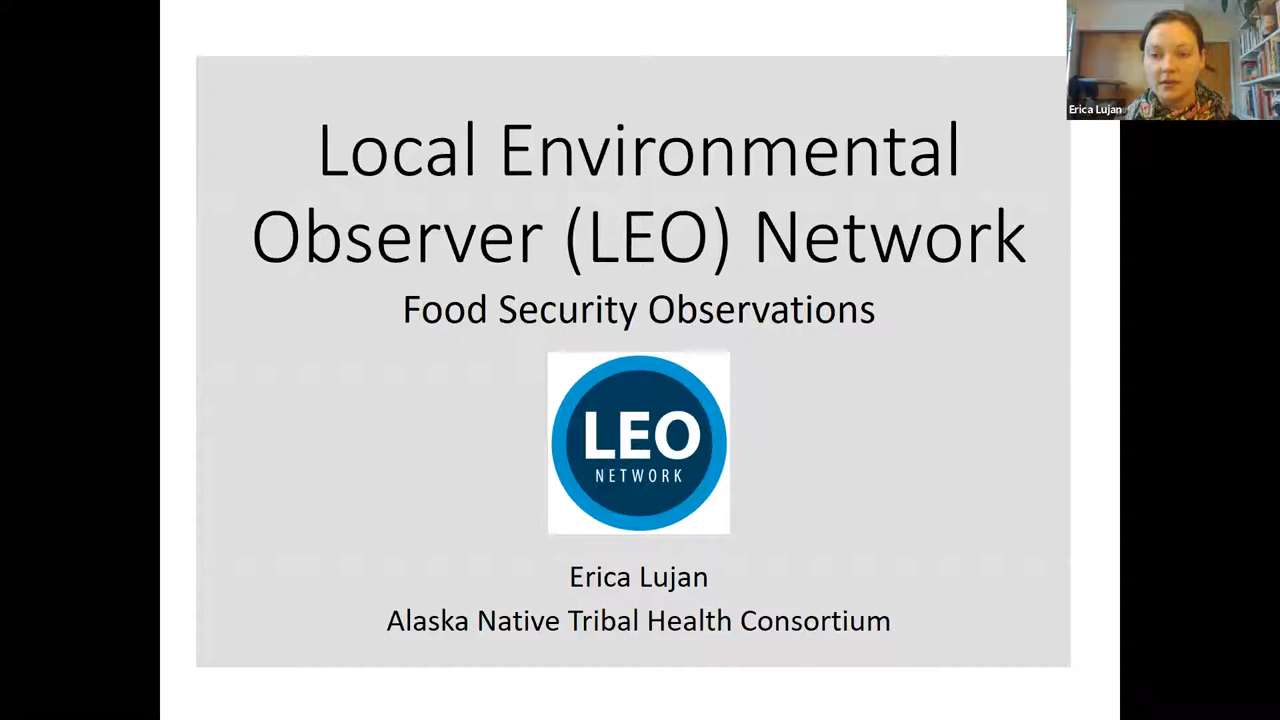 Local Environmental
Observer (LEO) Network
Food Security Observations
LEO
NETWORK
Erica Lujan
Alaska Native Tribal Health Consortium
Erica Lujan